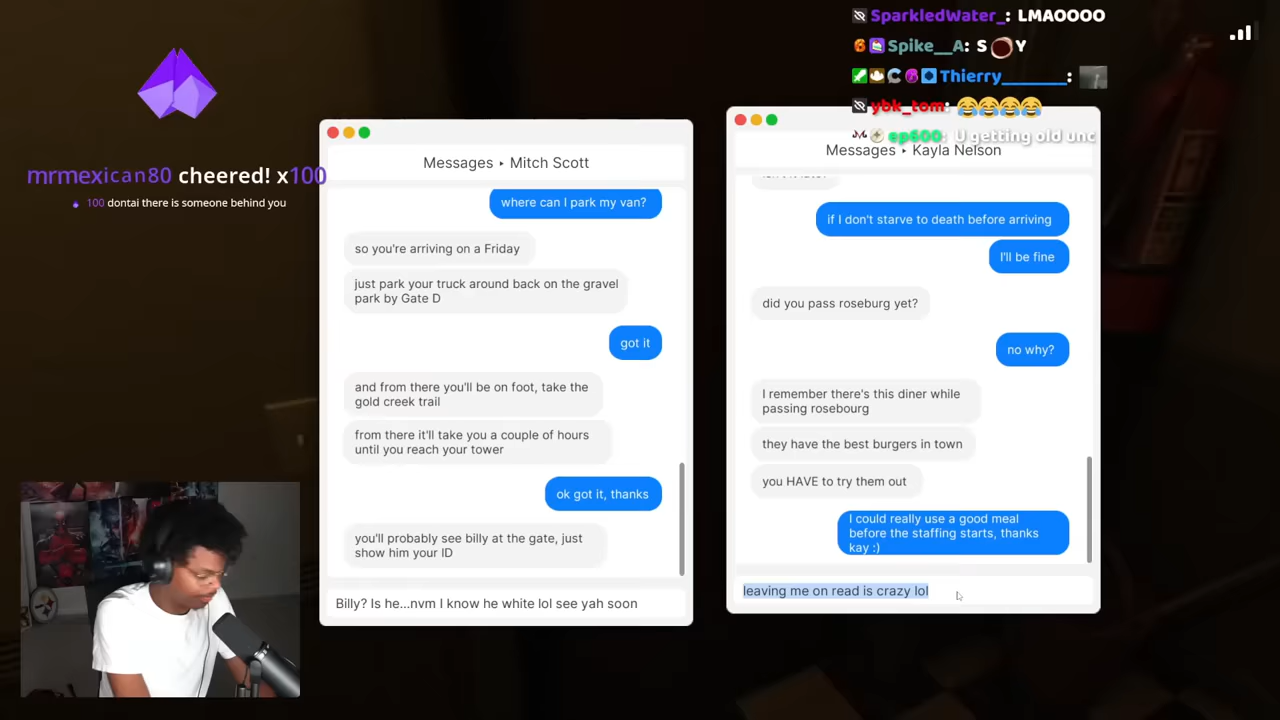 SparkledWater_: LMAOOOO
Spike__A: S Y
Thierry_______:
ybk_tom:
ep600: U getting old unc
mrmexican80 cheered! x100
100 dontai there is someone behind you
Messages ‣ Mitch Scott
where can I park my van?
so you're arriving on a Friday
just park your truck around back on the gravel
park by Gate D
got it
and from there you'll be on foot, take the
gold creek trail
from there it'll take you a couple of hours
until you reach your tower
ok got it, thanks
you'll probably see billy at the gate, just
show him your ID
Billy? Is he...nvm I know he white lol see yah soon
Messages ‣ Kayla Nelson
if I don't starve to death before arriving
I'll be fine
did you pass roseburg yet?
no why?
I remember there's this diner while
passing rosebourg
they have the best burgers in town
you HAVE to try them out
I could really use a good meal
before the staffing starts, thanks
kay :)
leaving me on read is crazy lol